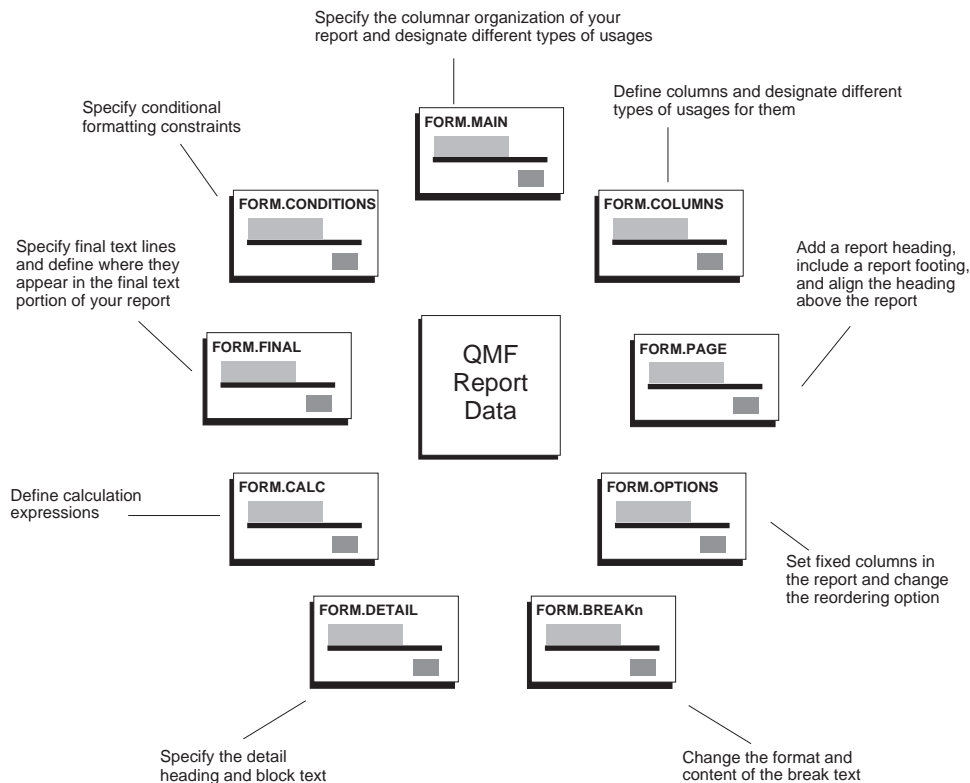 Specify the columnar organization of your
report and designate different types of usages
Define columns and designate different
types of usages for them
Specify conditional
formatting constraints
FORM.MAIN
FORM.CONDITIONS
FORM.COLUMNS
Specify final text lines
and define where they
appear in the final text
portion of your report
Add a report heading,
include a report footing,
and align the heading
above the report
FORM.FINAL
QMF
Report
Data
FORM.PAGE
FORM.CALC
FORM.OPTIONS
Define calculation
expressions
Set fixed columns in
the report and change
the reordering option
FORM.DETAIL
FORM.BREAKn
Specify the detail
heading and block text
Change the format and
content of the break text